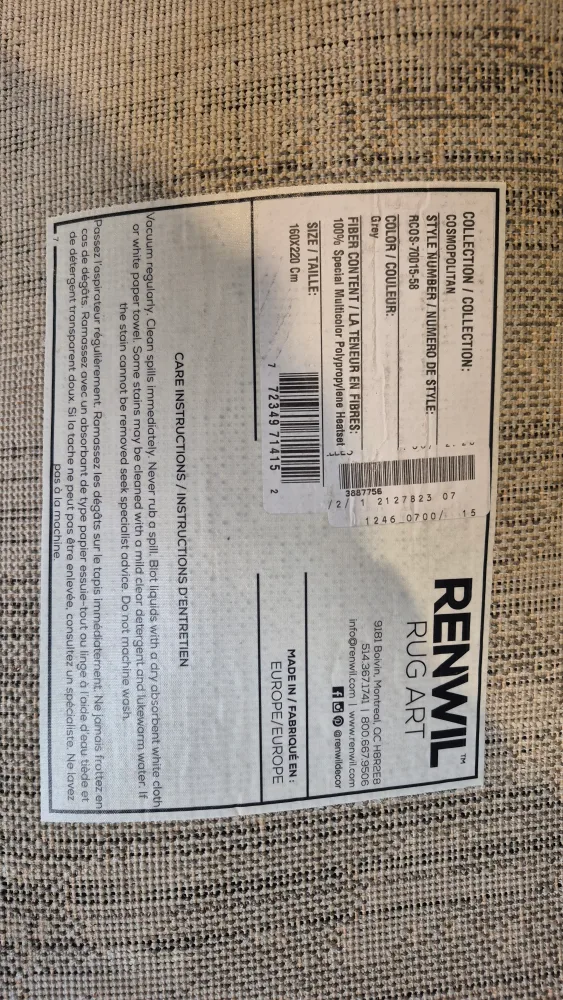 COLLECTION / COLLECTION:
COSMOPOLITAN
STYLE NUMBER / NUMÉRO DE STYLE:
RCOS-70015-58
COLOR / COULEUR:
Grey
FIBER CONTENT / LA TENEUR EN FIBRES:
100% Special Multicolor Polypropylene Heatset
SIZE / TAILLE:
160X220 Cm
7 72349 71415 2
3887756
/2/ 1 2127823 07
1246 0700/ 15
RENWIL™
RUG ART
9181 Boivin, Montreal, QC H8R2E8
514.367.1741 | 800.667.9506
info@renwil.com | www.renwil.com
@renwildecor
MADE IN / FABRIQUÉ EN :
EUROPE/EUROPE
CARE INSTRUCTIONS / INSTRUCTIONS D'ENTRETIEN
Vacuum regularly. Clean spills immediately. Never rub a spill. Blot liquids with a dry absorbent white cloth
or white paper towel. Some stains may be cleaned with a mild clear detergent and lukewarm water. If
the stain cannot be removed seek specialist advice. Do not machine wash.
Passez l'aspirateur régulièrement. Ramassez les dégâts sur le tapis immédiatement. Ne jamais frottez en
cas de dégâts. Ramassez avec un absorbant de type papier essuie-tout ou linge à l'aide d'eau tiède et
de détergent transparent doux. Si la tache ne peut pas être enlevée, consultez un spécialiste. Ne lavez
pas à la machine
7